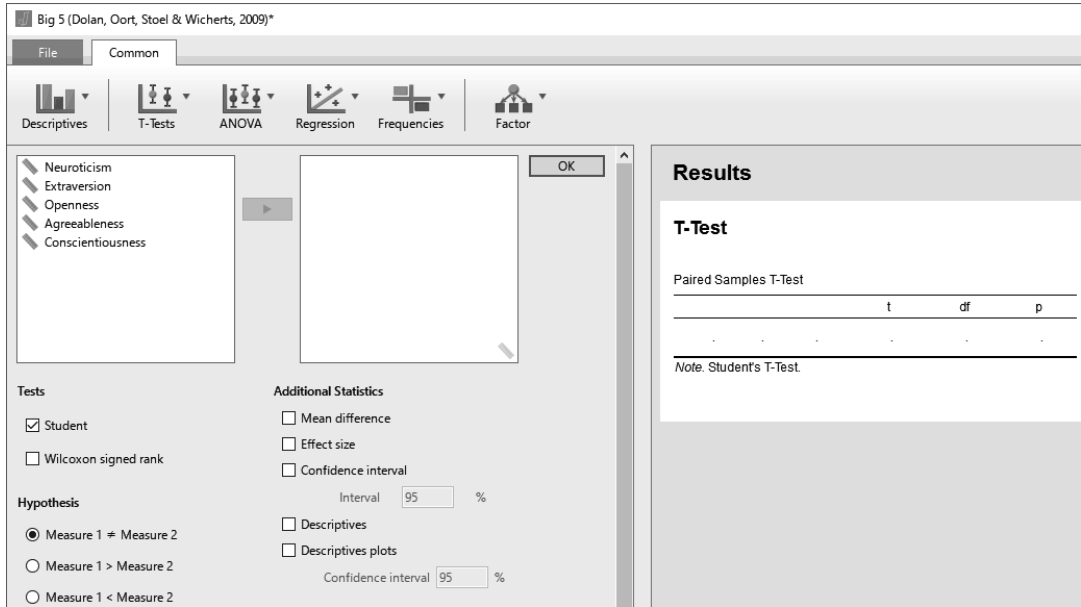 Big 5 (Dolan, Oort, Stoel & Wicherts, 2009)*
File Common
Descriptives T-Tests ANOVA Regression Frequencies Factor
Neuroticism
Extraversion
Openness
Agreeableness
Conscientiousness
OK
Tests
Student
Wilcoxon signed rank
Hypothesis
Measure 1 ≠ Measure 2
Measure 1 > Measure 2
Measure 1 < Measure 2
Additional Statistics
Mean difference
Effect size
Confidence interval
Interval 95 %
Descriptives
Descriptives plots
Confidence interval 95 %
Results
T-Test
Paired Samples T-Test
t df p
. . . . . .
Note. Student's T-Test.